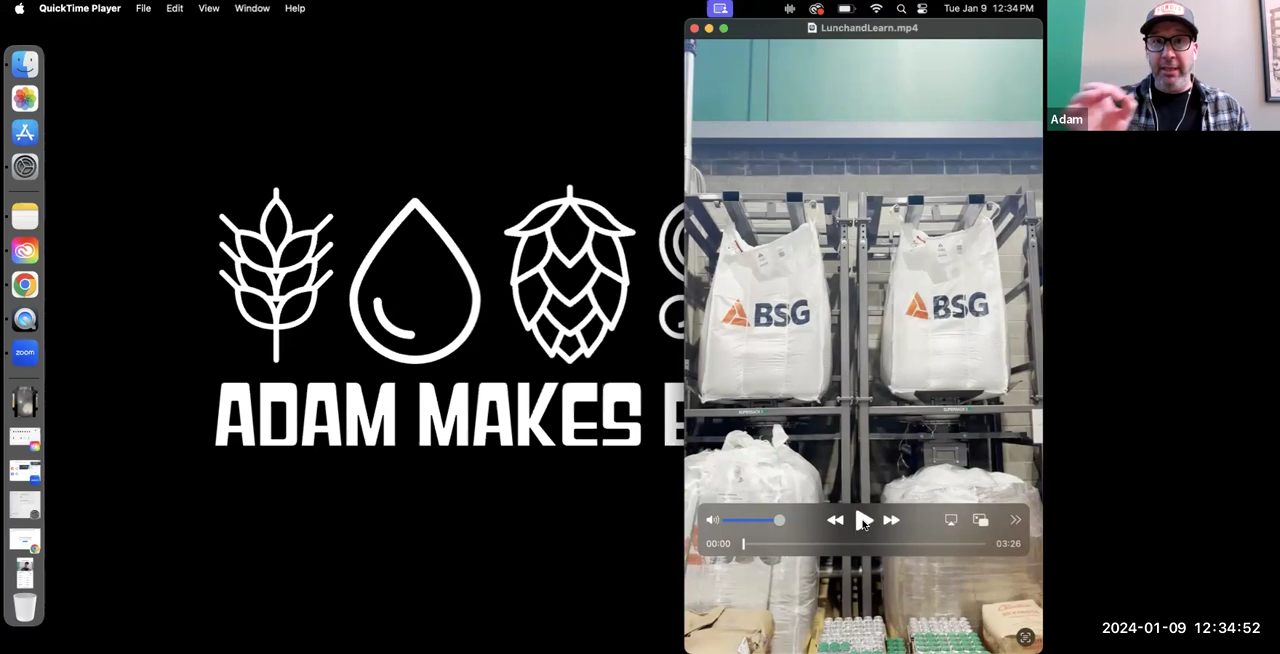 QuickTime Player File Edit View Window Help
Tue Jan 9 12:34 PM
LunchandLearn.mp4
Adam
BSG
BSG
ADAM MAKES
zoom
00:00
03:26
2024-01-09 12:34:52